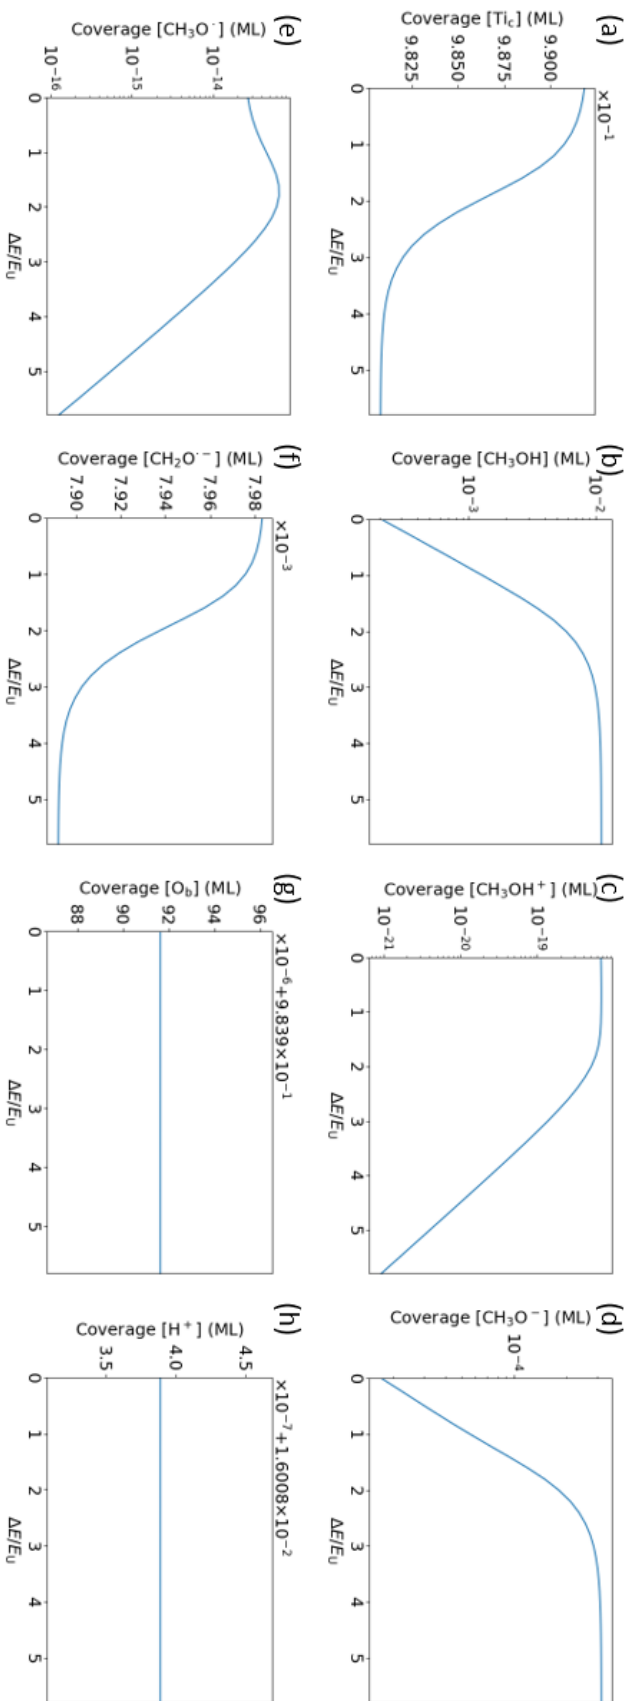 (a)
×10⁻¹
Coverage [Ti_c] (ML)
9.900
9.875
9.850
9.825
0 1 2 3 4 5
ΔE/E_U
(b)
Coverage [CH₃OH] (ML)
10⁻²
10⁻³
0 1 2 3 4 5
ΔE/E_U
(c)
Coverage [CH₃OH⁺] (ML)
10⁻¹⁹
10⁻²⁰
10⁻²¹
0 1 2 3 4 5
ΔE/E_U
(d)
Coverage [CH₃O⁻] (ML)
10⁻⁴
0 1 2 3 4 5
ΔE/E_U
(e)
Coverage [CH₃O˙] (ML)
10⁻¹⁴
10⁻¹⁵
10⁻¹⁶
0 1 2 3 4 5
ΔE/E_U
(f)
×10⁻³
Coverage [CH₂O˙⁻] (ML)
7.98
7.96
7.94
7.92
7.90
0 1 2 3 4 5
ΔE/E_U
(g)
×10⁻⁶+9.839×10⁻¹
Coverage [O_b] (ML)
96
94
92
90
88
0 1 2 3 4 5
ΔE/E_U
(h)
×10⁻⁷+1.6008×10⁻²
Coverage [H⁺] (ML)
4.5
4.0
3.5
0 1 2 3 4 5
ΔE/E_U